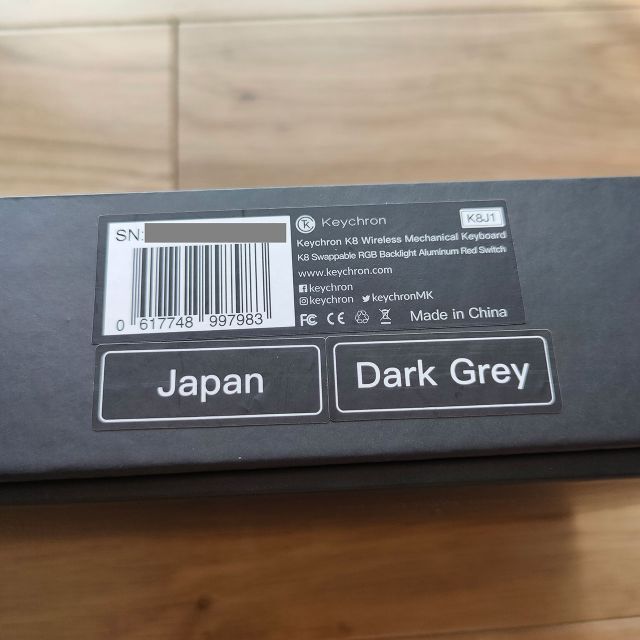 SN:
0 617748 997983
Keychron
K8J1
Keychron K8 Wireless Mechanical Keyboard
K8 Swappable RGB Backlight Aluminum Red Switch
www.keychron.com
keychron
keychron keychronMK
FC CE Made in China
Japan
Dark Grey